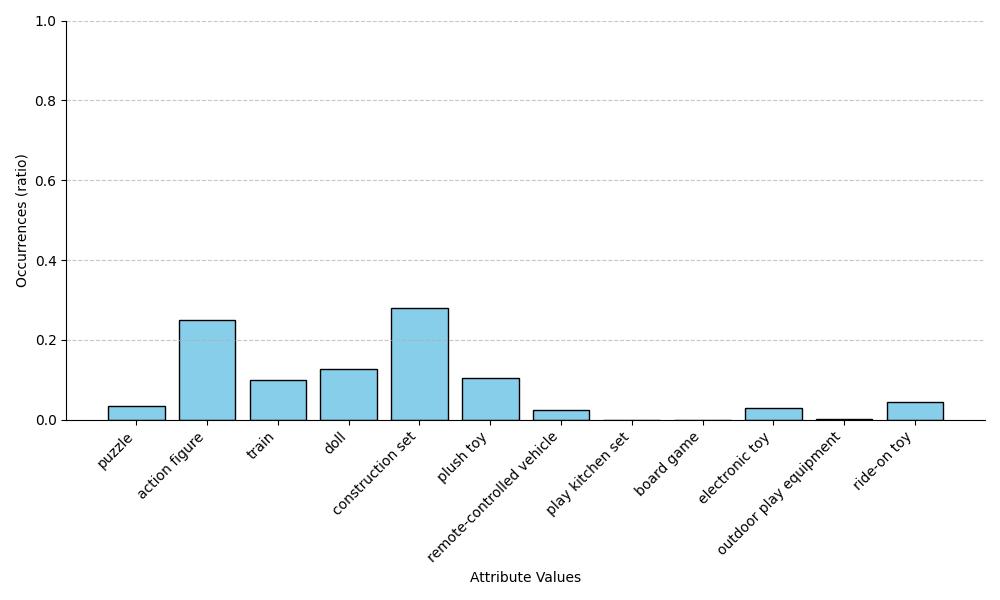 1.0
0.8
0.6
0.4
0.2
0.0
Occurrences (ratio)
puzzle
action figure
train
doll
construction set
plush toy
remote-controlled vehicle
play kitchen set
board game
electronic toy
outdoor play equipment
ride-on toy
Attribute Values